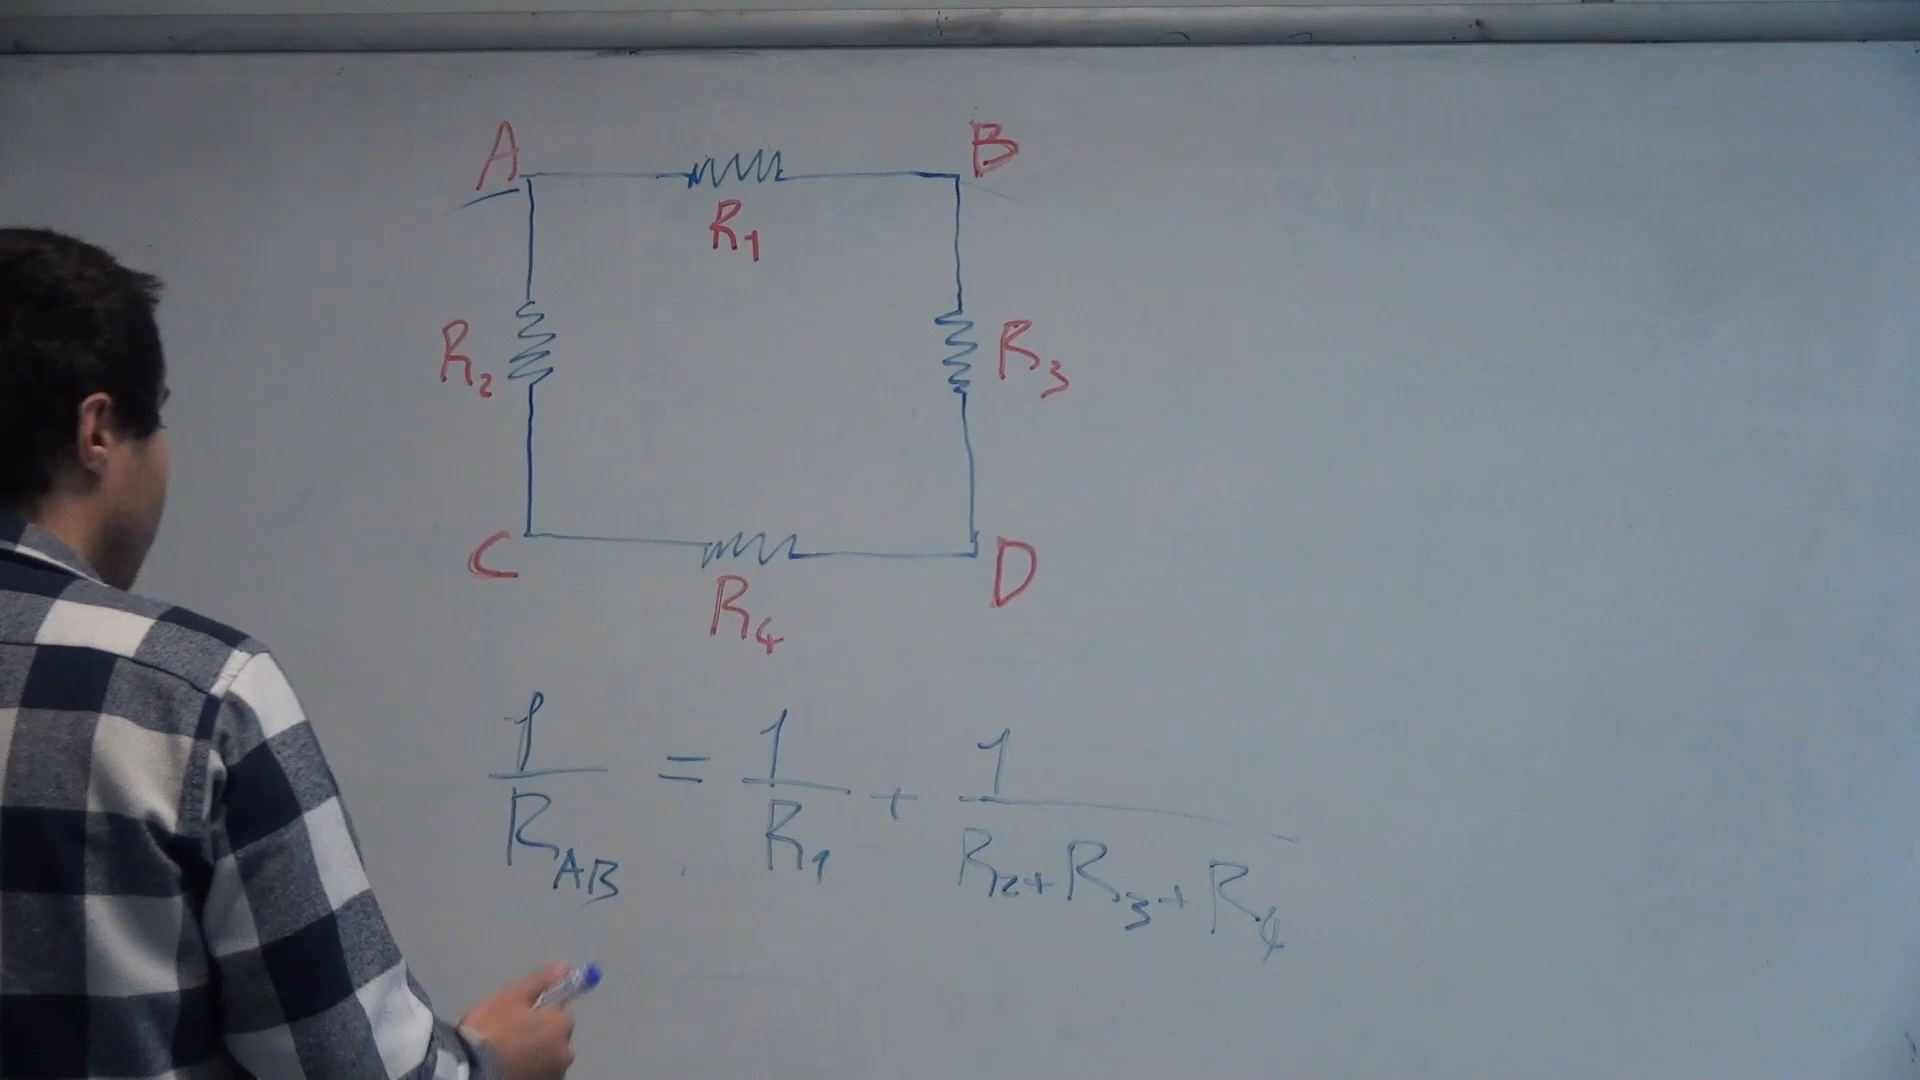 A B
R1
R2 R3
C D
R4
1/RAB = 1/R1 + 1/(R2+R3+R4)